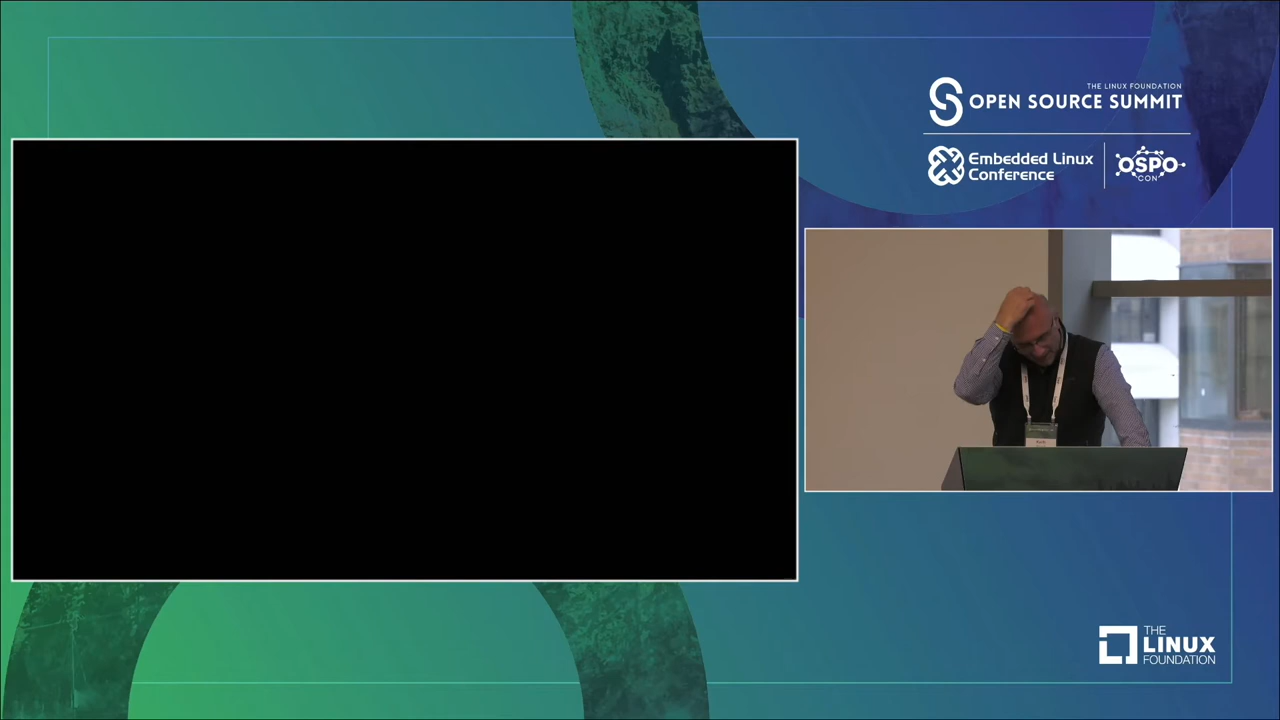 THE LINUX FOUNDATION
OPEN SOURCE SUMMIT
Embedded Linux
Conference
OSPO
CON
THE
LINUX
FOUNDATION